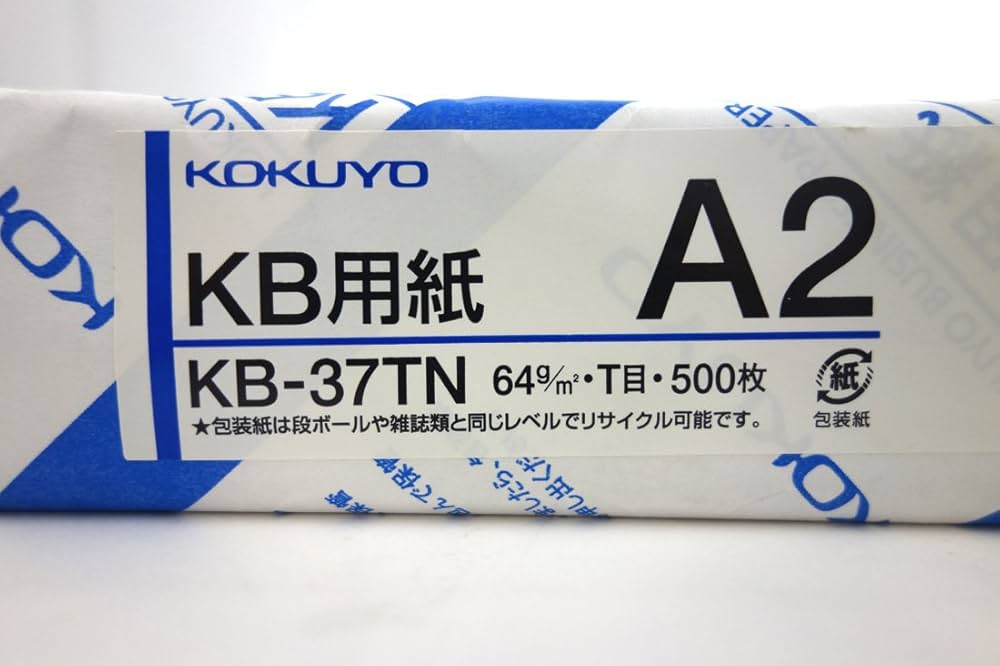 KOKUYO
A2
KB用紙
KB-37TN 64g/m²・T目・500枚
★包装紙は段ボールや雑誌類と同じレベルでリサイクル可能です。
紙
包装紙